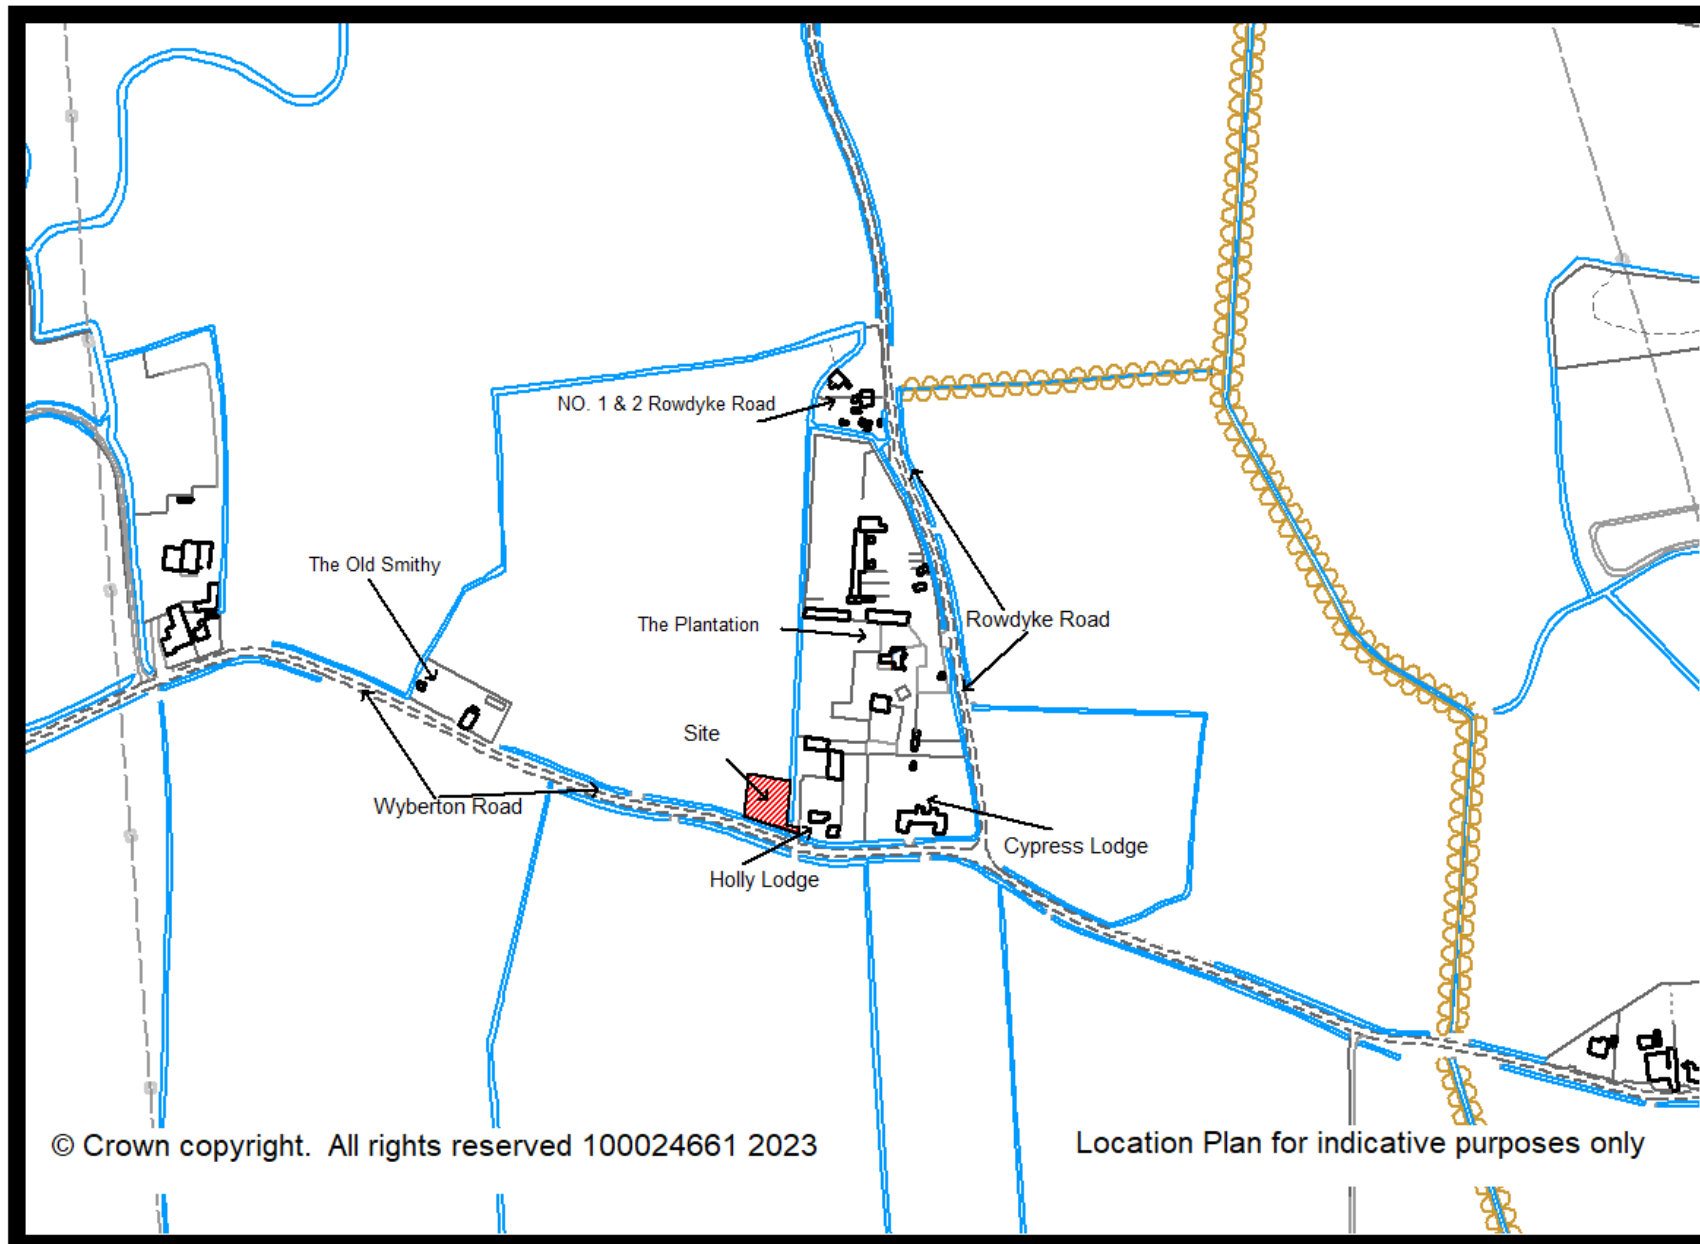 NO. 1 & 2 Rowdyke Road
The Old Smithy
The Plantation
Rowdyke Road
Site
Wyberton Road
Cypress Lodge
Holly Lodge
© Crown copyright. All rights reserved 100024661 2023
Location Plan for indicative purposes only